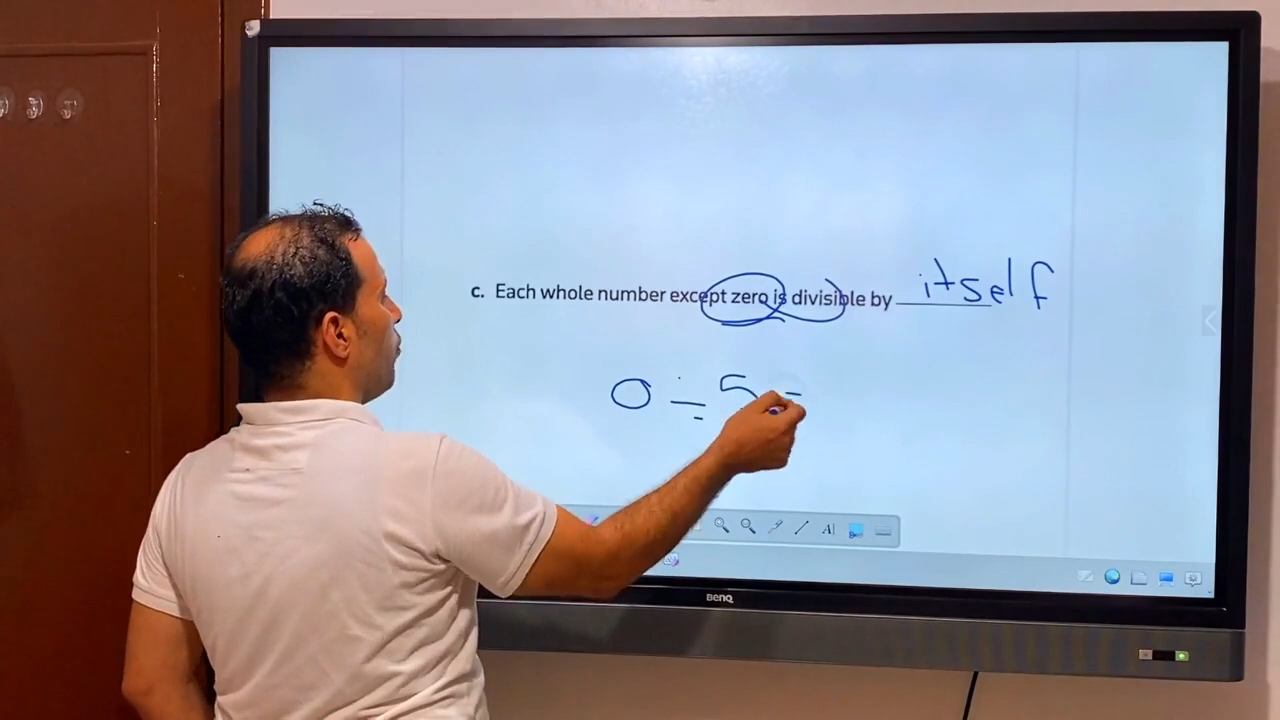 c. Each whole number except zero is divisible by itself
0 ÷ 5 =
A
BenQ